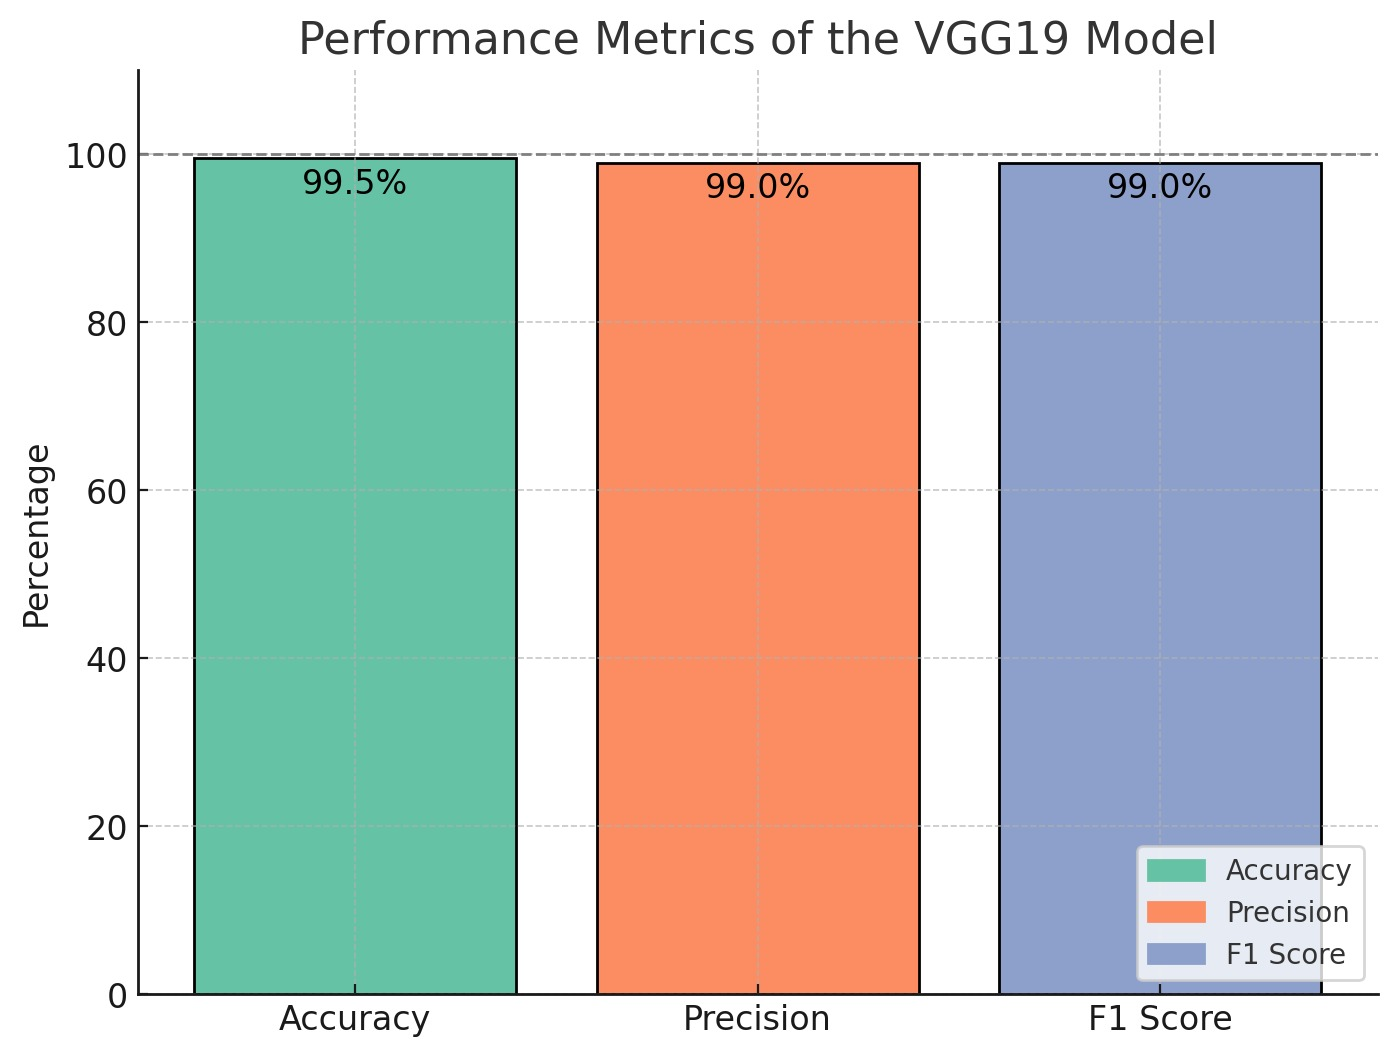 Performance Metrics of the VGG19 Model
Percentage
100
80
60
40
20
0
99.5%
99.0%
99.0%
Accuracy
Precision
F1 Score
Accuracy
Precision
F1 Score